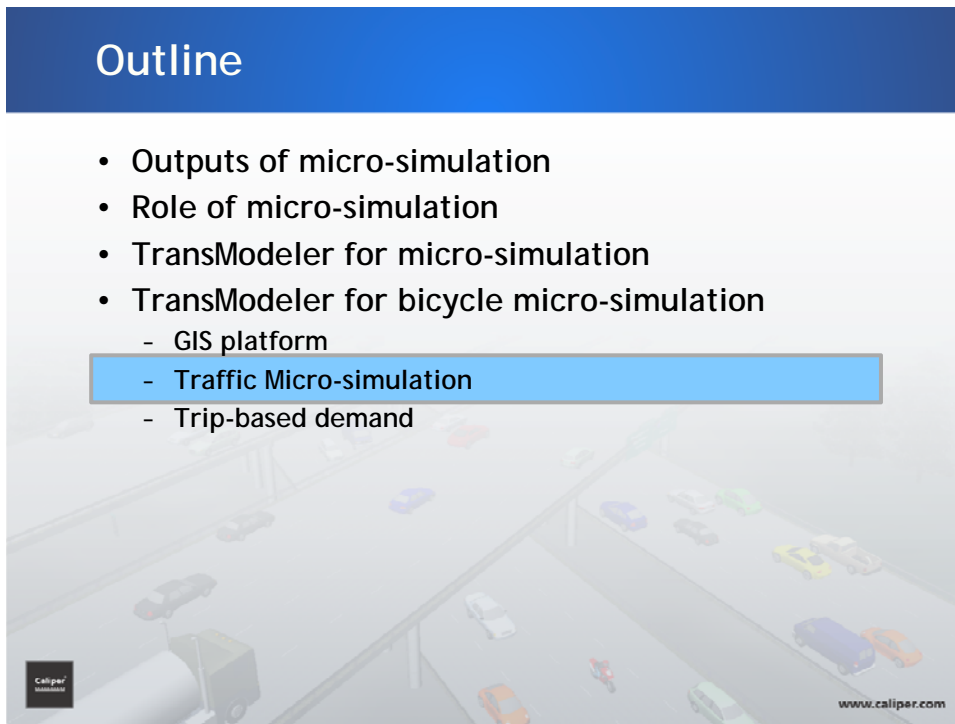 Outline
• Outputs of micro-simulation
• Role of micro-simulation
• TransModeler for micro-simulation
• TransModeler for bicycle micro-simulation
– GIS platform
– Traffic Micro-simulation
– Trip-based demand
Caliper
www.caliper.com